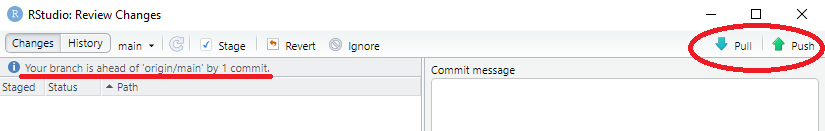 R RStudio: Review Changes
Changes History main Stage Revert Ignore Pull Push
Your branch is ahead of 'origin/main' by 1 commit.
Commit message
Staged Status Path